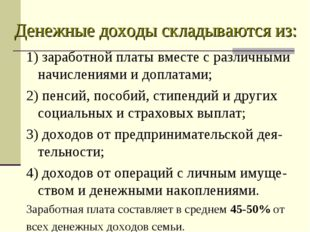 Денежные доходы складываются из:
1) заработной платы вместе с различными
начислениями и доплатами;
2) пенсий, пособий, стипендий и других
социальных и страховых выплат;
3) доходов от предпринимательской дея-
тельности;
4) доходов от операций с личным имуще-
ством и денежными накоплениями.
Заработная плата составляет в среднем 45-50% от
всех денежных доходов семьи.